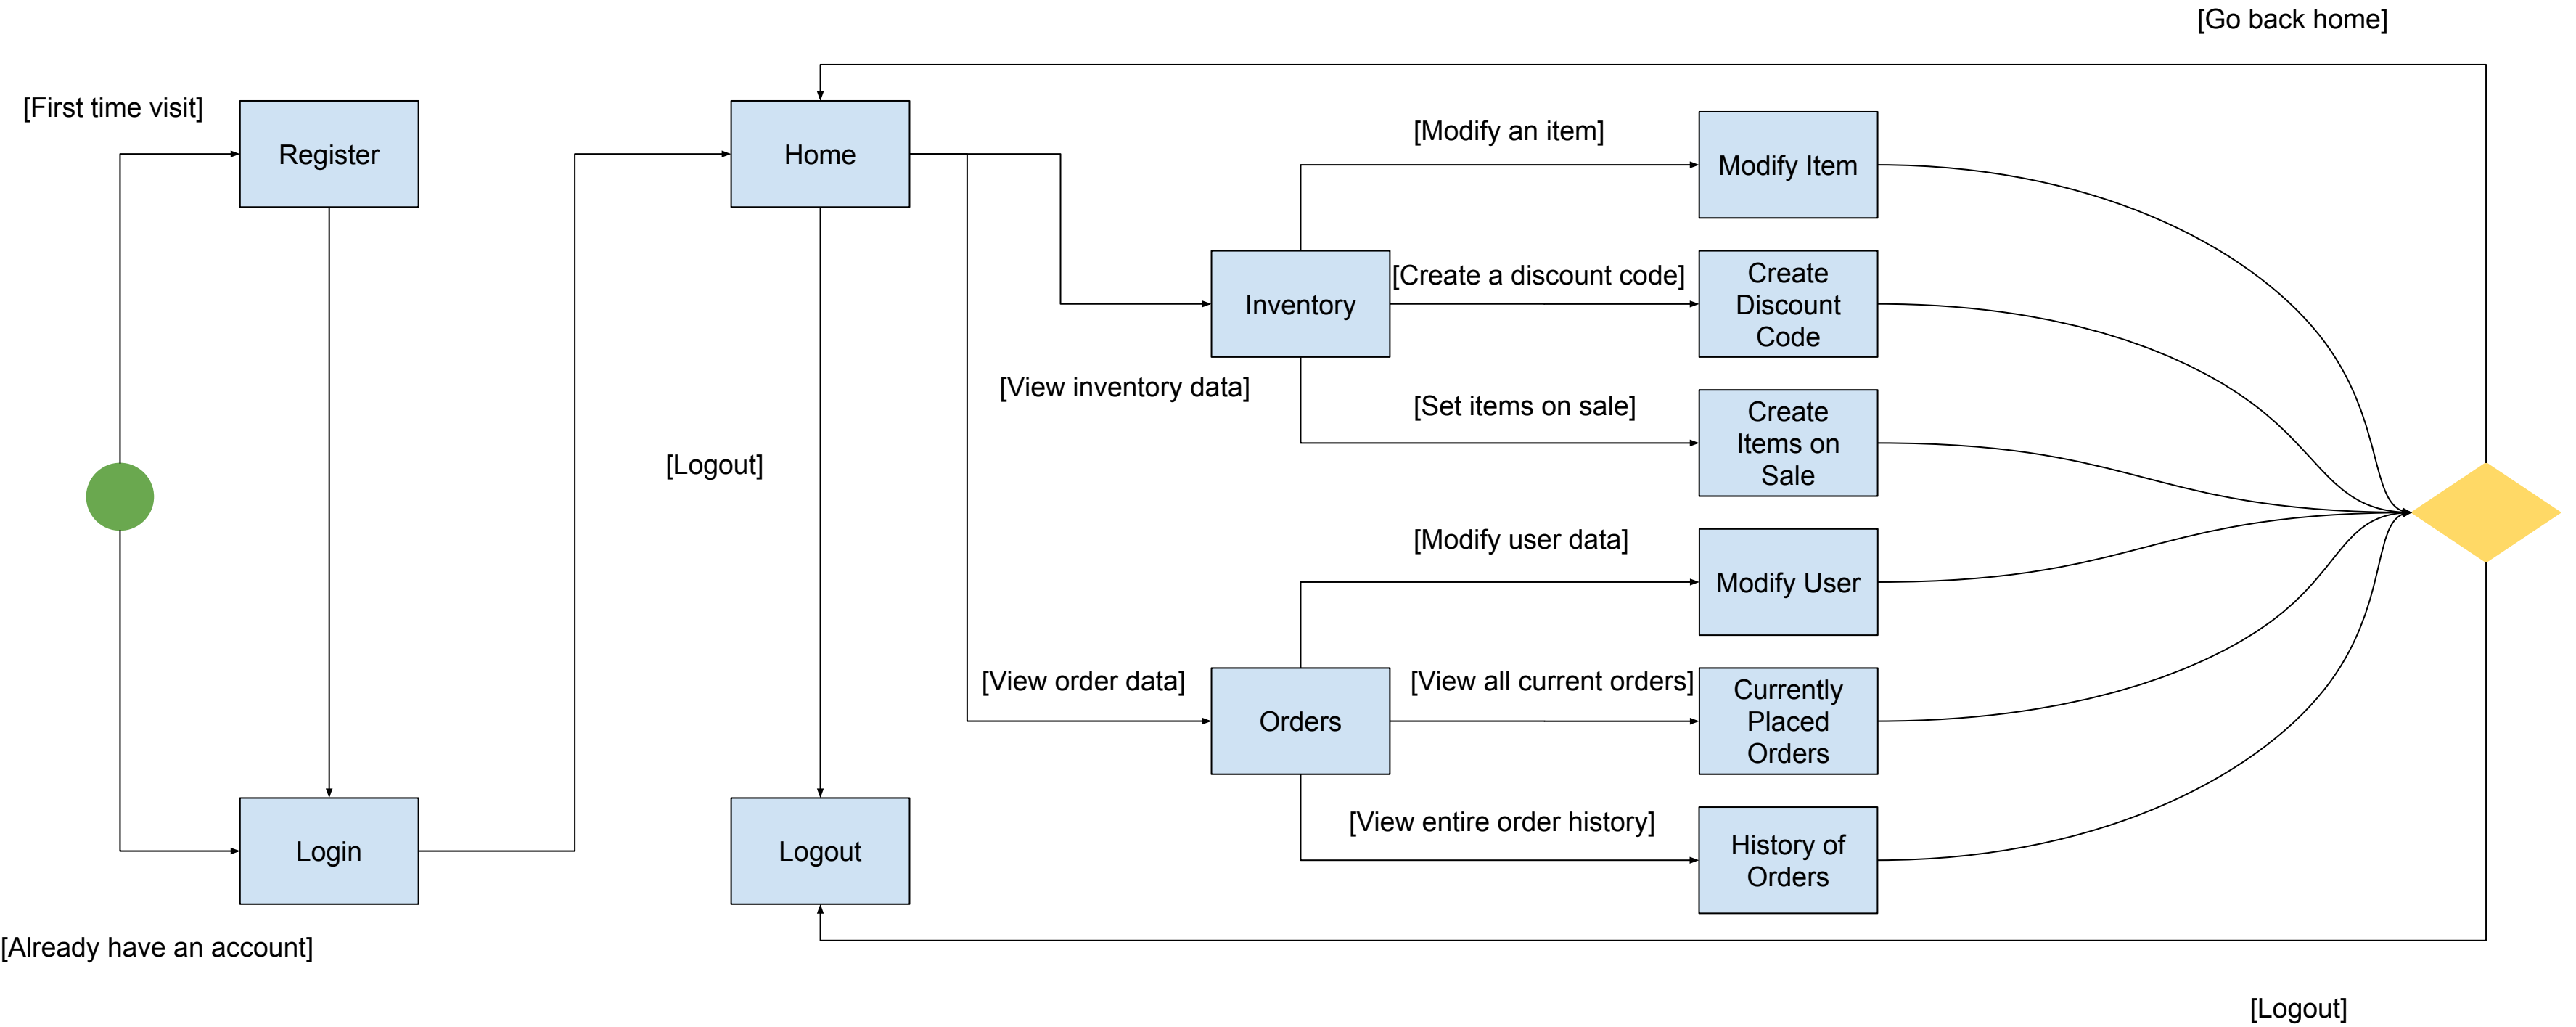 [Go back home]
[First time visit]
Register
Home
[Modify an item]
Modify Item
[Create a discount code]
Create
Discount
Code
Inventory
[View inventory data]
[Set items on sale]
Create
Items on
Sale
[Logout]
[Modify user data]
Modify User
[View order data]
Orders
[View all current orders]
Currently
Placed
Orders
[View entire order history]
History of
Orders
Login
Logout
[Already have an account]
[Logout]